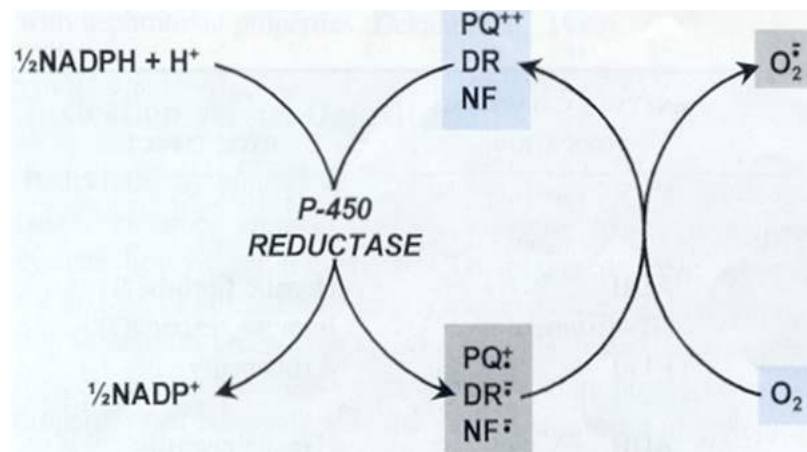 ½NADPH + H⁺
PQ⁺⁺
DR
NF
O₂•̄
P-450
REDUCTASE
½NADP⁺
PQ•⁺
DR•̄
NF•̄
O₂